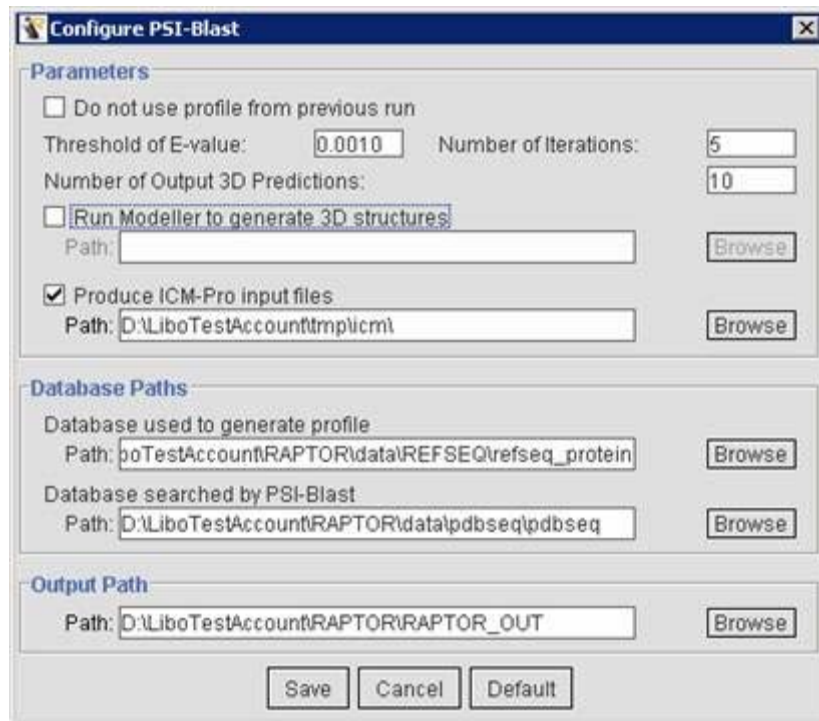 Configure PSI-Blast
Parameters
Do not use profile from previous run
Threshold of E-value: 0.0010 Number of Iterations: 5
Number of Output 3D Predictions: 10
Run Modeller to generate 3D structures
Path: Browse
Produce ICM-Pro input files
Path: D:\LiboTestAccount\tmp\icm\ Browse
Database Paths
Database used to generate profile
Path: boTestAccount\RAPTOR\data\REFSEQ\refseq_protein Browse
Database searched by PSI-Blast
Path: D:\LiboTestAccount\RAPTOR\data\pdbseq\pdbseq Browse
Output Path
Path: D:\LiboTestAccount\RAPTOR\RAPTOR_OUT Browse
Save Cancel Default